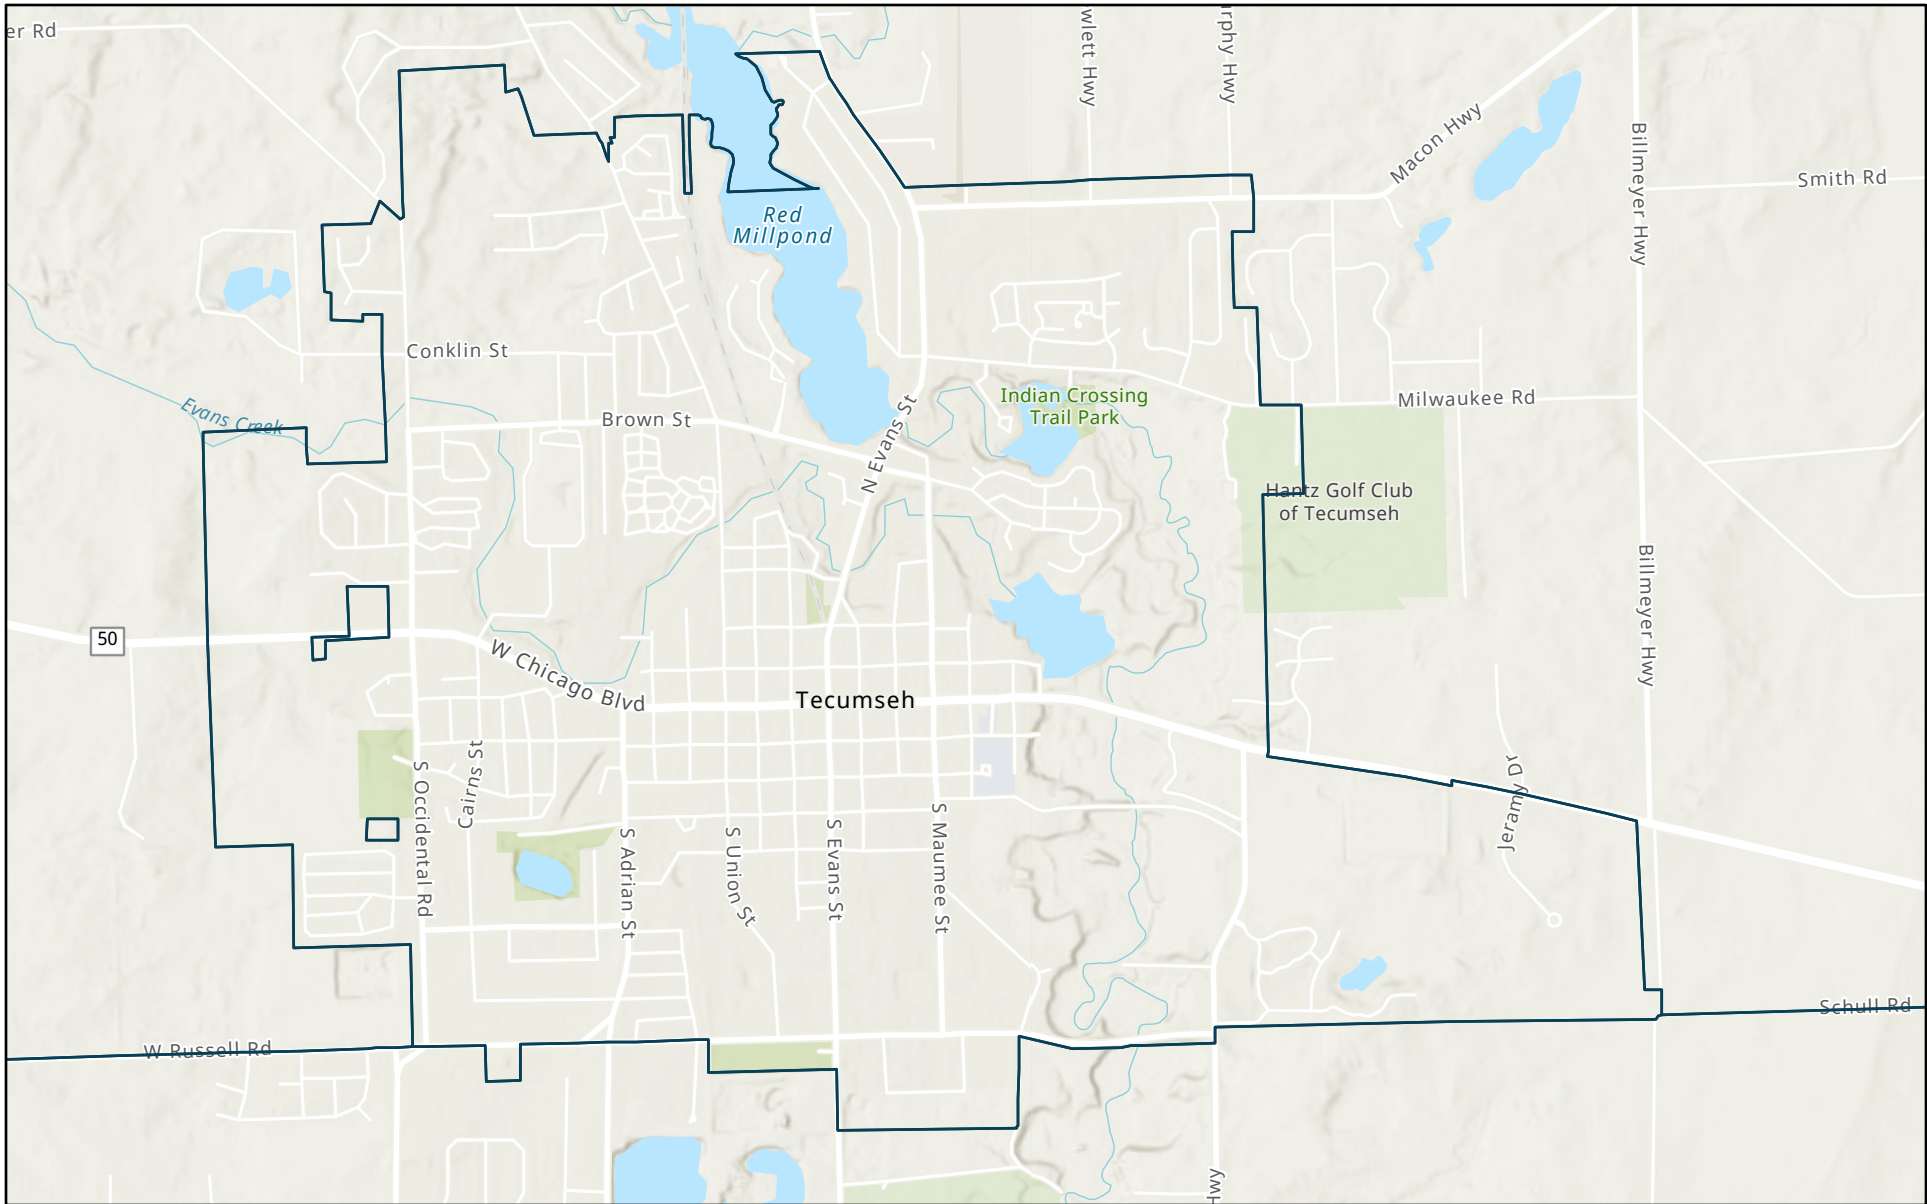 er Rd
wlett Hwy
rphy Hwy
Macon Hwy
Billmeyer Hwy
Smith Rd
Red
Millpond
Conklin St
Evans Creek
Brown St
N Evans St
Indian Crossing
Trail Park
Milwaukee Rd
Hantz Golf Club
of Tecumseh
50
W Chicago Blvd
Billmeyer Hwy
Tecumseh
S Occidental Rd
Cairns St
S Adrian St
S Union St
S Evans St
S Maumee St
Jeramy Dr
Schull Rd
W Russell Rd
Hwy